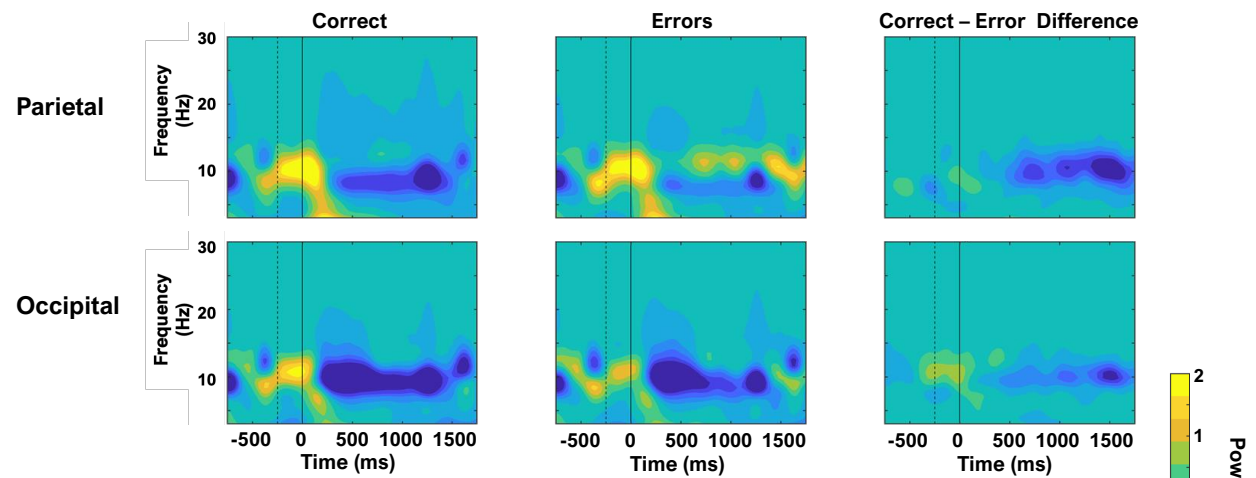 Correct
Errors
Correct – Error Difference
Parietal
Frequency
(Hz)
30
20
10
Occipital
Frequency
(Hz)
30
20
10
-500 0 500 1000 1500
Time (ms)
-500 0 500 1000 1500
Time (ms)
-500 0 500 1000 1500
Time (ms)
2
1
Pow